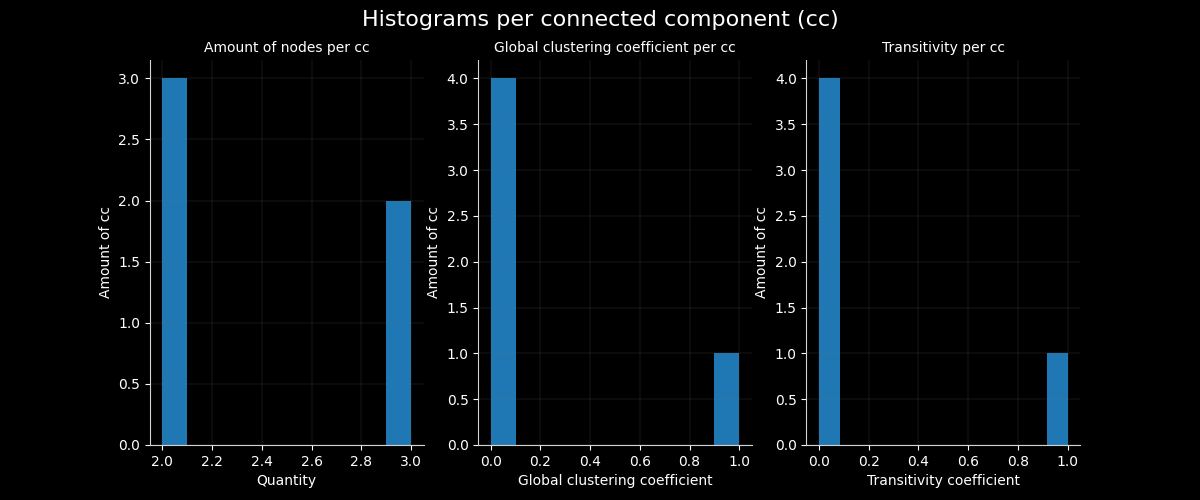 Histograms per connected component (cc)
Amount of nodes per cc
Amount of cc
3.0
2.5
2.0
1.5
1.0
0.5
0.0
2.0 2.2 2.4 2.6 2.8 3.0
Quantity
Global clustering coefficient per cc
Amount of cc
4.0
3.5
3.0
2.5
2.0
1.5
1.0
0.5
0.0
0.0 0.2 0.4 0.6 0.8 1.0
Global clustering coefficient
Transitivity per cc
Amount of cc
4.0
3.5
3.0
2.5
2.0
1.5
1.0
0.5
0.0
0.0 0.2 0.4 0.6 0.8 1.0
Transitivity coefficient